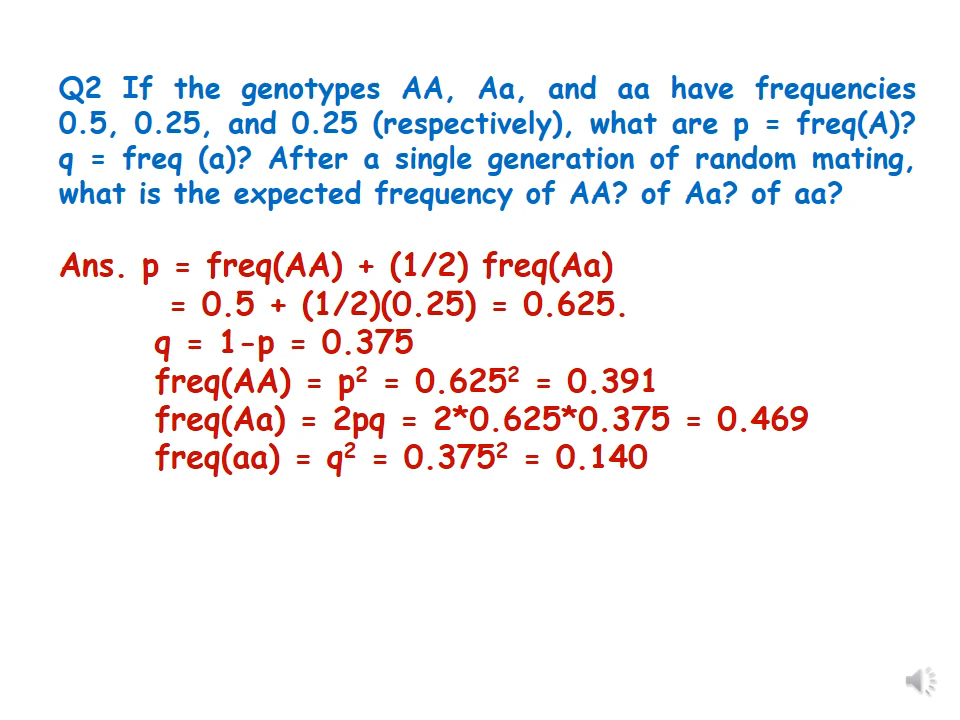 Q2 If the genotypes AA, Aa, and aa have frequencies
0.5, 0.25, and 0.25 (respectively), what are p = freq(A)?
q = freq (a)? After a single generation of random mating,
what is the expected frequency of AA? of Aa? of aa?
Ans. p = freq(AA) + (1/2) freq(Aa)
= 0.5 + (1/2)(0.25) = 0.625.
q = 1-p = 0.375
freq(AA) = p² = 0.625² = 0.391
freq(Aa) = 2pq = 2*0.625*0.375 = 0.469
freq(aa) = q² = 0.375² = 0.140